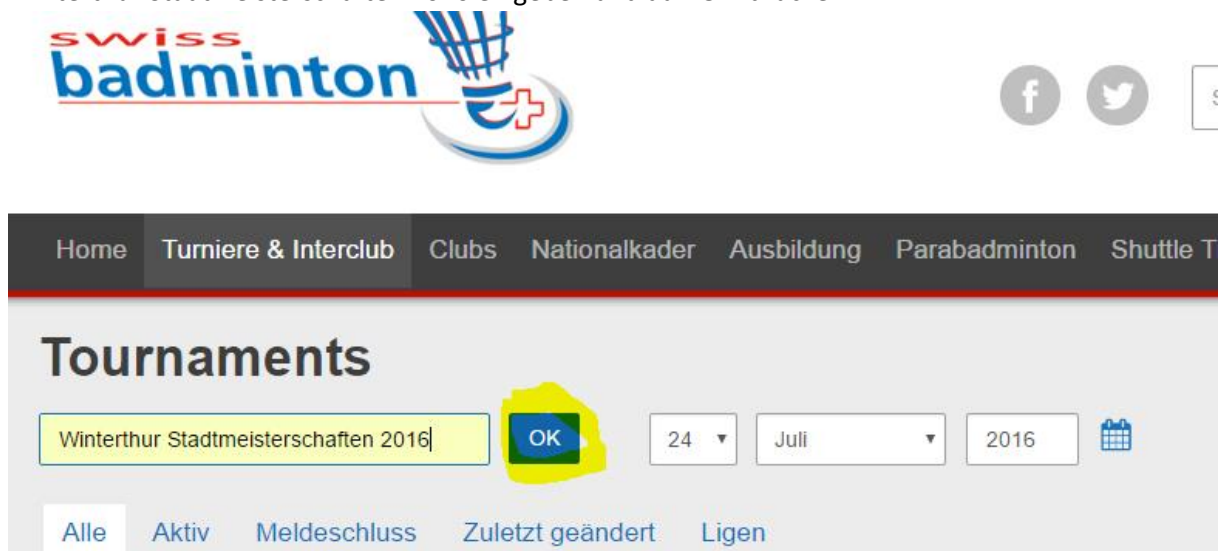 swiss
badminton
Home Turniere & Interclub Clubs Nationalkader Ausbildung Parabadminton Shuttle
Tournaments
Winterthur Stadtmeisterschaften 2016 OK 24 Juli 2016
Alle Aktiv Meldeschluss Zuletzt geändert Ligen